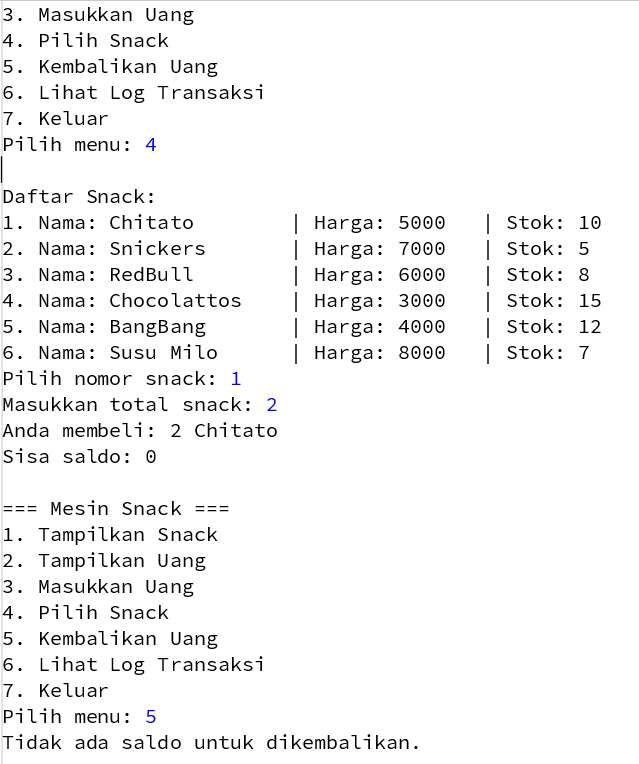 3. Masukkan Uang
4. Pilih Snack
5. Kembalikan Uang
6. Lihat Log Transaksi
7. Keluar
Pilih menu: 4

Daftar Snack:
1. Nama: Chitato        | Harga: 5000   | Stok: 10
2. Nama: Snickers       | Harga: 7000   | Stok: 5
3. Nama: RedBull        | Harga: 6000   | Stok: 8
4. Nama: Chocolattos    | Harga: 3000   | Stok: 15
5. Nama: BangBang       | Harga: 4000   | Stok: 12
6. Nama: Susu Milo      | Harga: 8000   | Stok: 7
Pilih nomor snack: 1
Masukkan total snack: 2
Anda membeli: 2 Chitato
Sisa saldo: 0

=== Mesin Snack ===
1. Tampilkan Snack
2. Tampilkan Uang
3. Masukkan Uang
4. Pilih Snack
5. Kembalikan Uang
6. Lihat Log Transaksi
7. Keluar
Pilih menu: 5
Tidak ada saldo untuk dikembalikan.